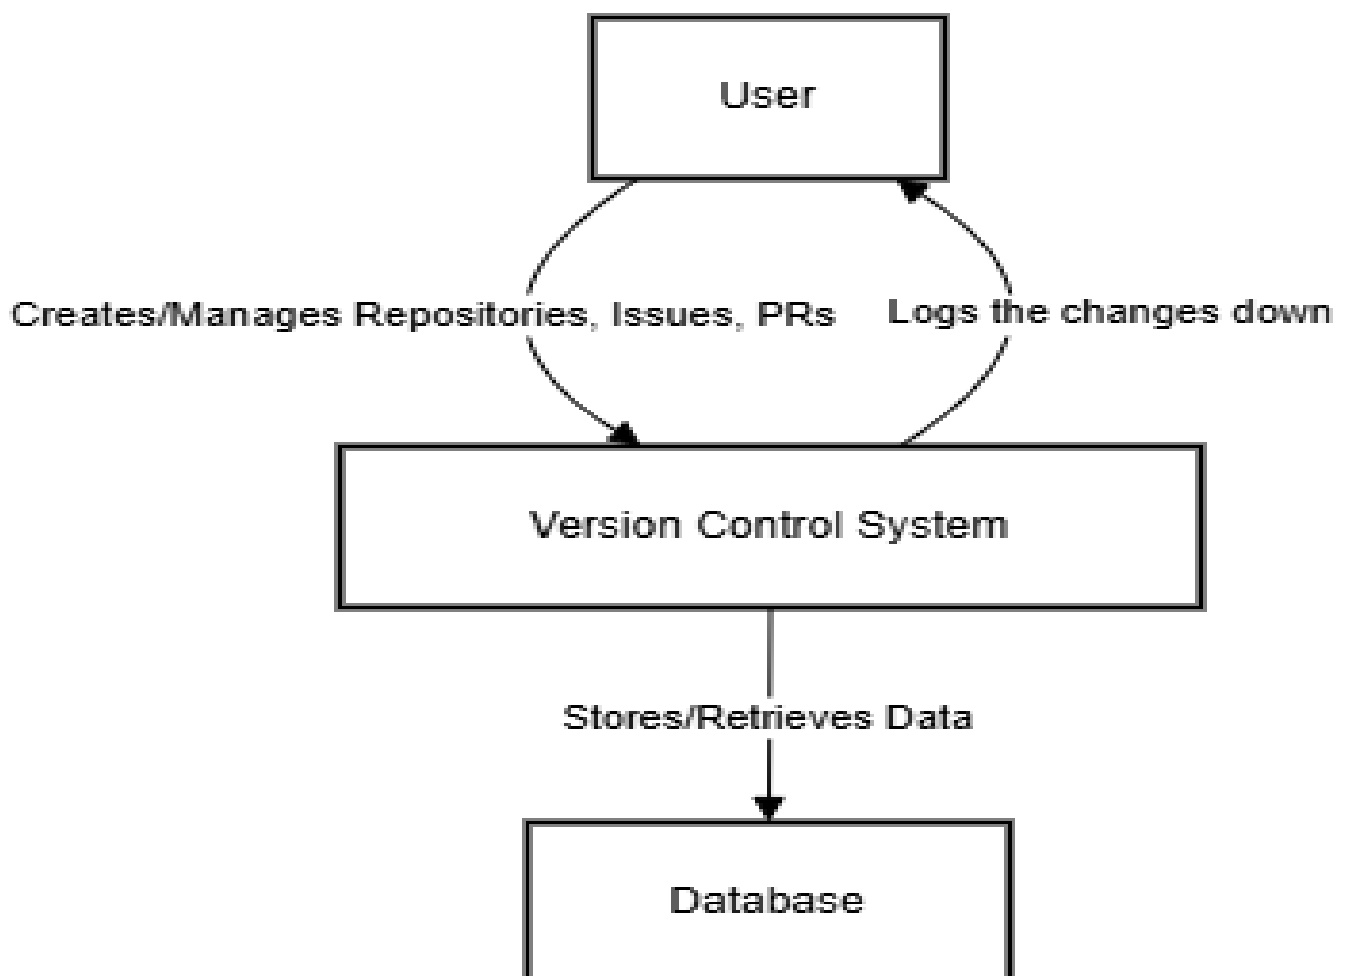 User
Creates/Manages Repositories, Issues, PRs
Logs the changes down
Version Control System
Stores/Retrieves Data
Database